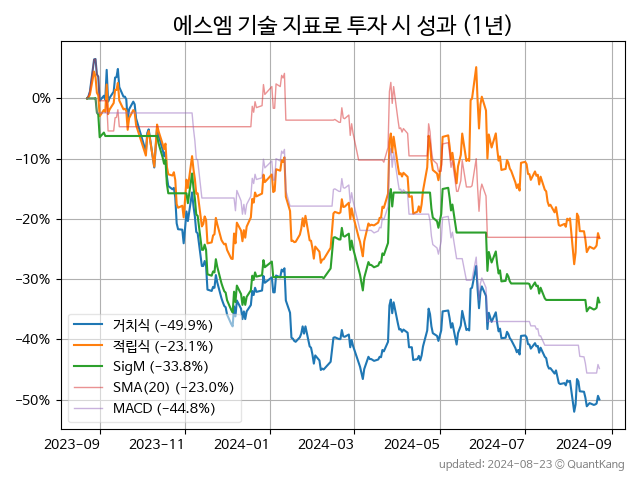 에스엠 기술 지표로 투자 시 성과 (1년)
0%
−10%
−20%
−30%
−40%
−50%
거치식 (−49.9%)
적립식 (−23.1%)
SigM (−33.8%)
SMA(20) (−23.0%)
MACD (−44.8%)
2023−09 2023−11 2024−01 2024−03 2024−05 2024−07 2024−09
updated: 2024−08−23 ⓒ QuantKang